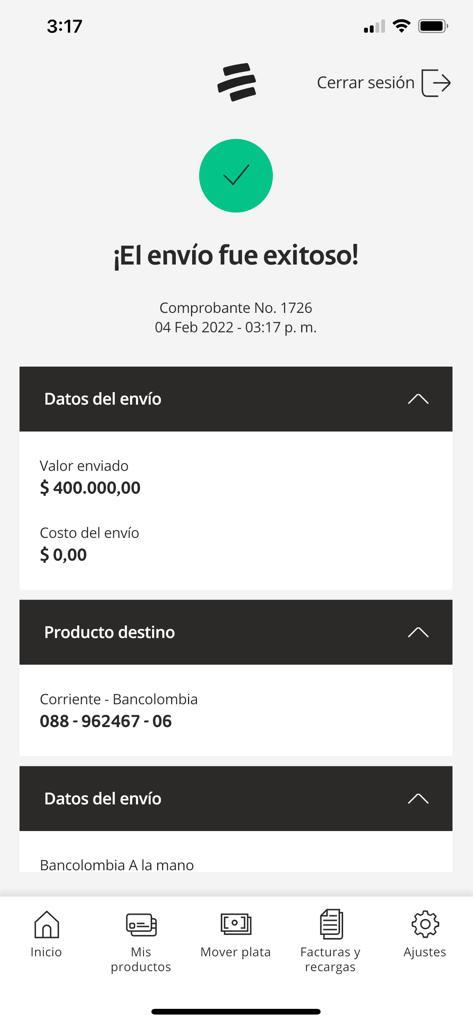 3:17
Cerrar sesión
¡El envío fue exitoso!
Comprobante No. 1726
04 Feb 2022 - 03:17 p. m.
Datos del envío
Valor enviado
$ 400.000,00
Costo del envío
$ 0,00
Producto destino
Corriente - Bancolombia
088 - 962467 - 06
Datos del envío
Bancolombia A la mano
Inicio
Mis
productos
Mover plata
Facturas y
recargas
Ajustes